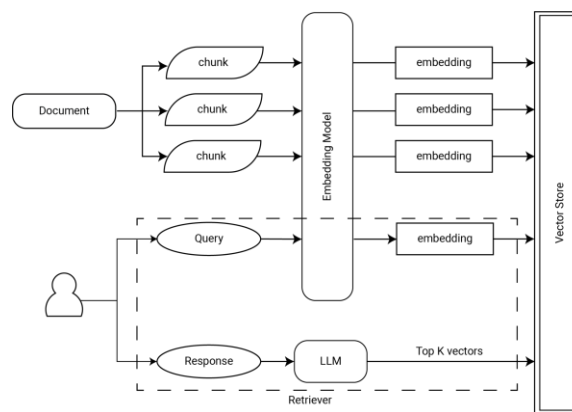 chunk
embedding
Document
chunk
embedding
chunk
embedding
Embedding Model
Vector Store
Query
embedding
Response
LLM
Top K vectors
Retriever